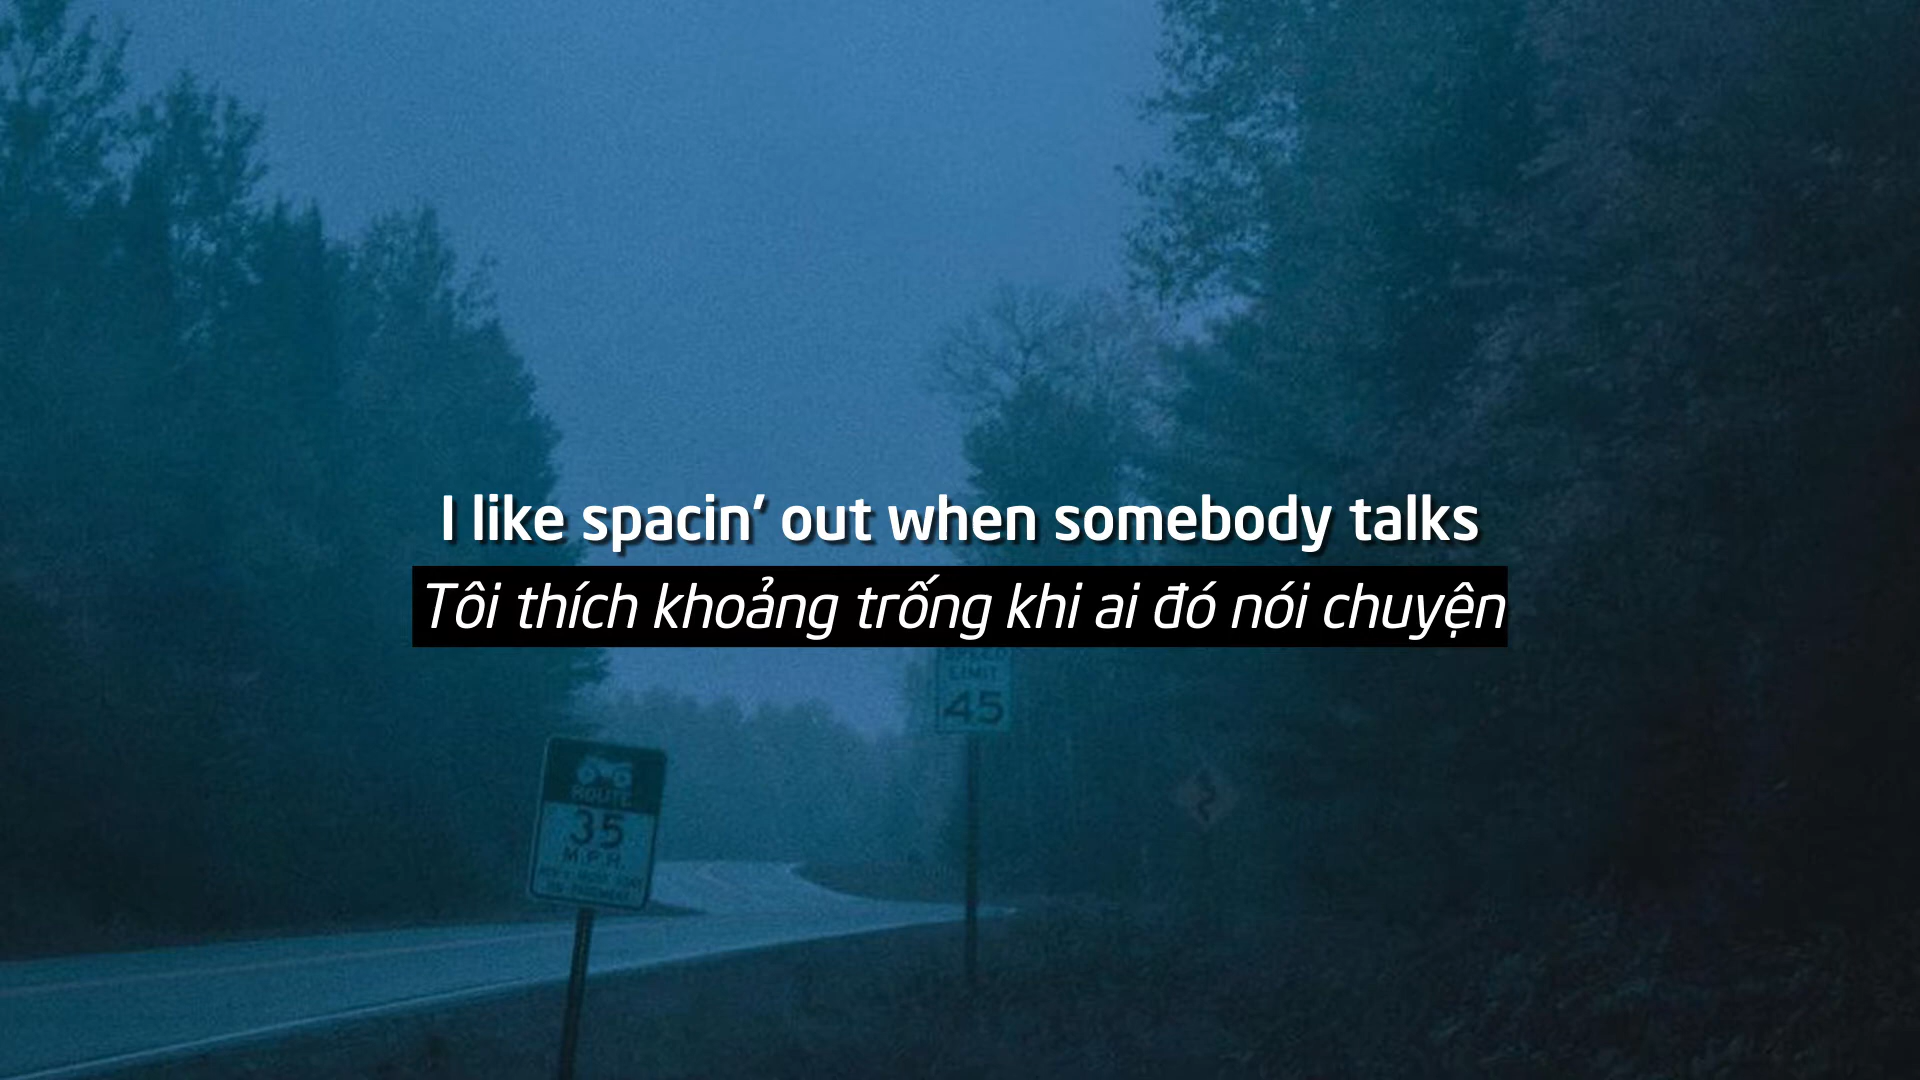 I like spacin' out when somebody talks
Tôi thích khoảng trống khi ai đó nói chuyện
LIMIT
45
ROUTE
35
M.P.H.